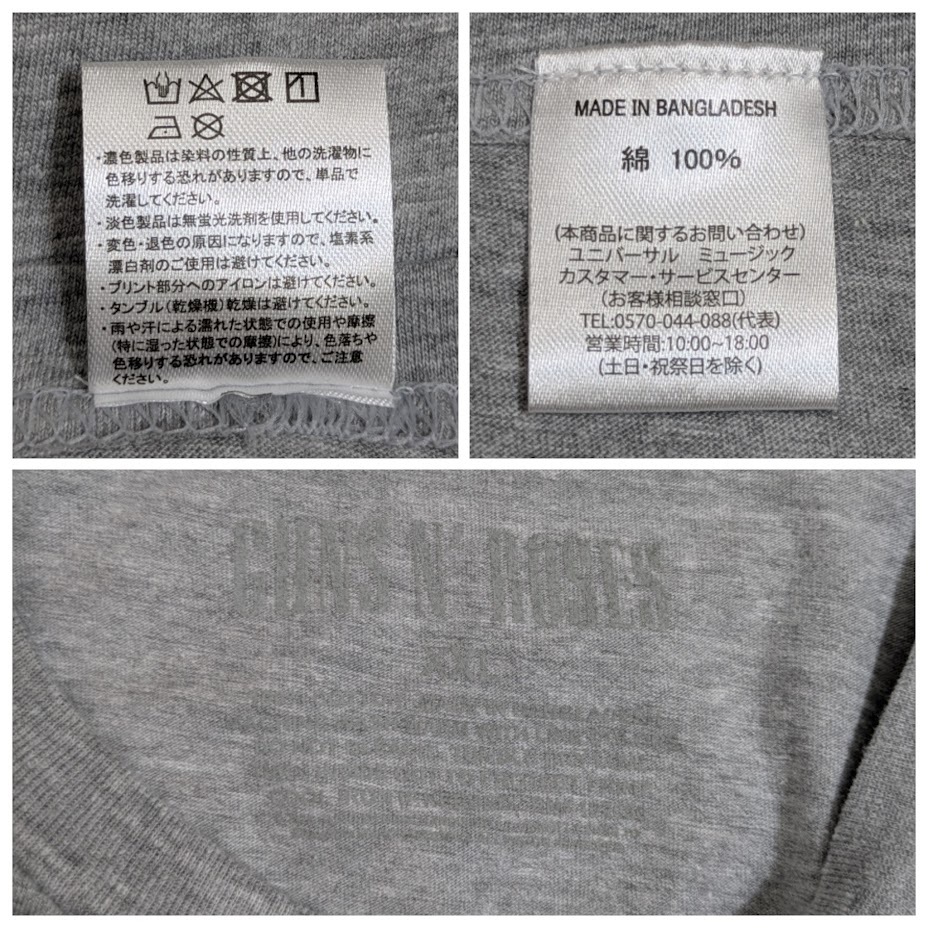 ・濃色製品は染料の性質上、他の洗濯物に
色移りする恐れがありますので、単品で
洗濯してください。
・淡色製品は無蛍光洗剤を使用してください。
・変色・退色の原因になりますので、塩素系
漂白剤のご使用は避けてください。
・プリント部分へのアイロンは避けてください。
・タンブル（乾燥機）乾燥は避けてください。
・雨や汗による濡れた状態での使用や摩擦
（特に湿った状態での摩擦）により、色落ちや
色移りする恐れがありますので、ご注意
ください。
MADE IN BANGLADESH
綿 100%
（本商品に関するお問い合わせ）
ユニバーサル ミュージック
カスタマー・サービスセンター
（お客様相談窓口）
TEL:0570-044-088(代表)
営業時間:10:00~18:00
(土日・祝祭日を除く)
GUNS N' ROSES